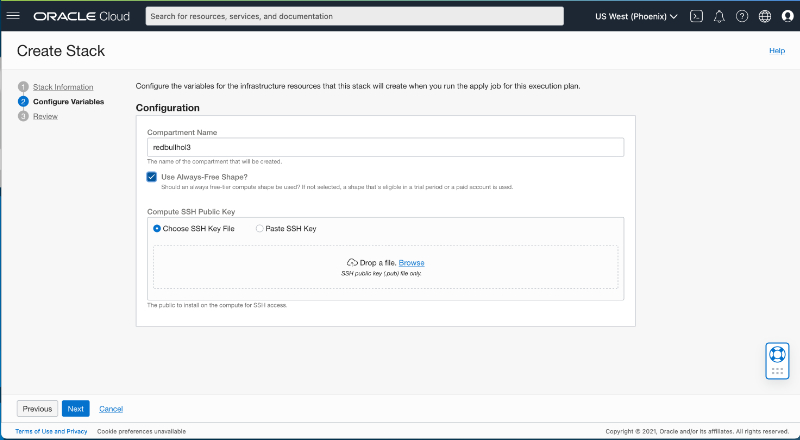 ORACLE Cloud
Search for resources, services, and documentation
US West (Phoenix)
Create Stack
Help
1 Stack Information
2 Configure Variables
3 Review
Configure the variables for the infrastructure resources that this stack will create when you run the apply job for this execution plan.
Configuration
Compartment Name
redbullhol3
The name of the compartment that will be created.
Use Always-Free Shape?
Should an always free-tier compute shape be used? If not selected, a shape that is eligible in a trial period or a paid account is used.
Compute SSH Public Key
Choose SSH Key File
Paste SSH Key
Drop a file. Browse
SSH public key (.pub) file only.
The public to install on the compute for SSH access.
Previous
Next
Cancel
Terms of Use and Privacy
Cookie preferences unavailable
Copyright © 2021, Oracle and/or its affiliates. All rights reserved.